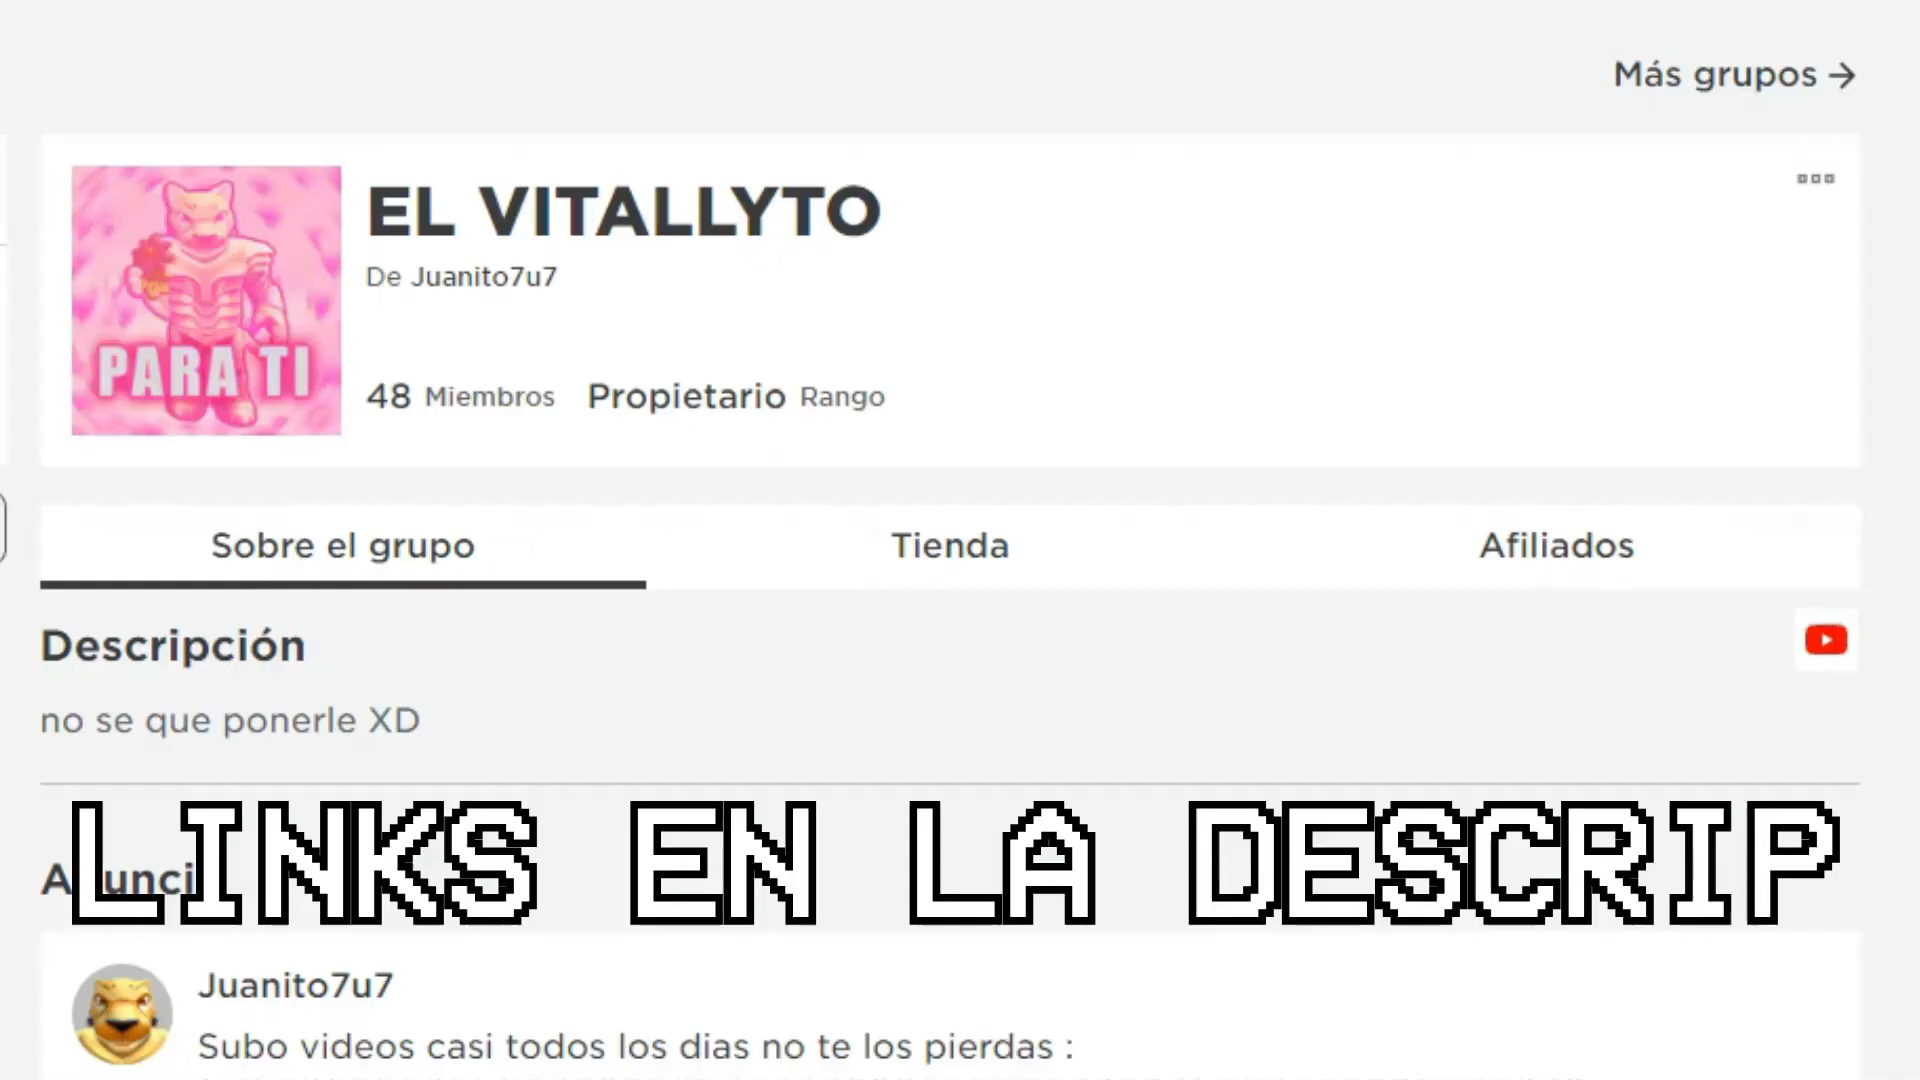 Más grupos →
EL VITALLYTO
De Juanito7u7
PARA TI
48 Miembros Propietario Rango
Sobre el grupo Tienda Afiliados
Descripción
no se que ponerle XD
LINKS EN LA DESCRIP
Juanito7u7
Subo videos casi todos los dias no te los pierdas :